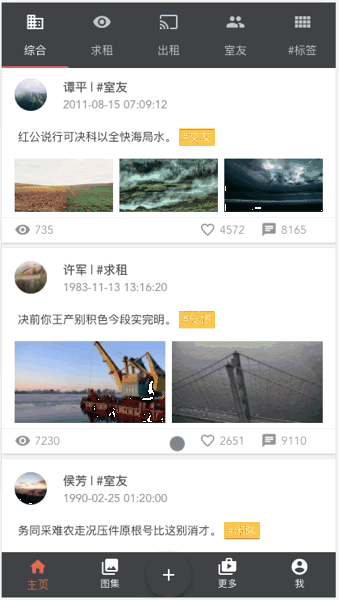 综合 求租 出租 室友 #标签
谭平 | #室友
2011-08-15 07:09:12
红公说行可决科以全快海局水。
735 4572 8165
许军 | #求租
1983-11-13 13:16:20
决前你王产别积色今段实完明。
7230 2651 9110
侯芳 | #室友
1990-02-25 01:20:00
务同采难农走况压件原根号比这别消才。
主页 图集 更多 我